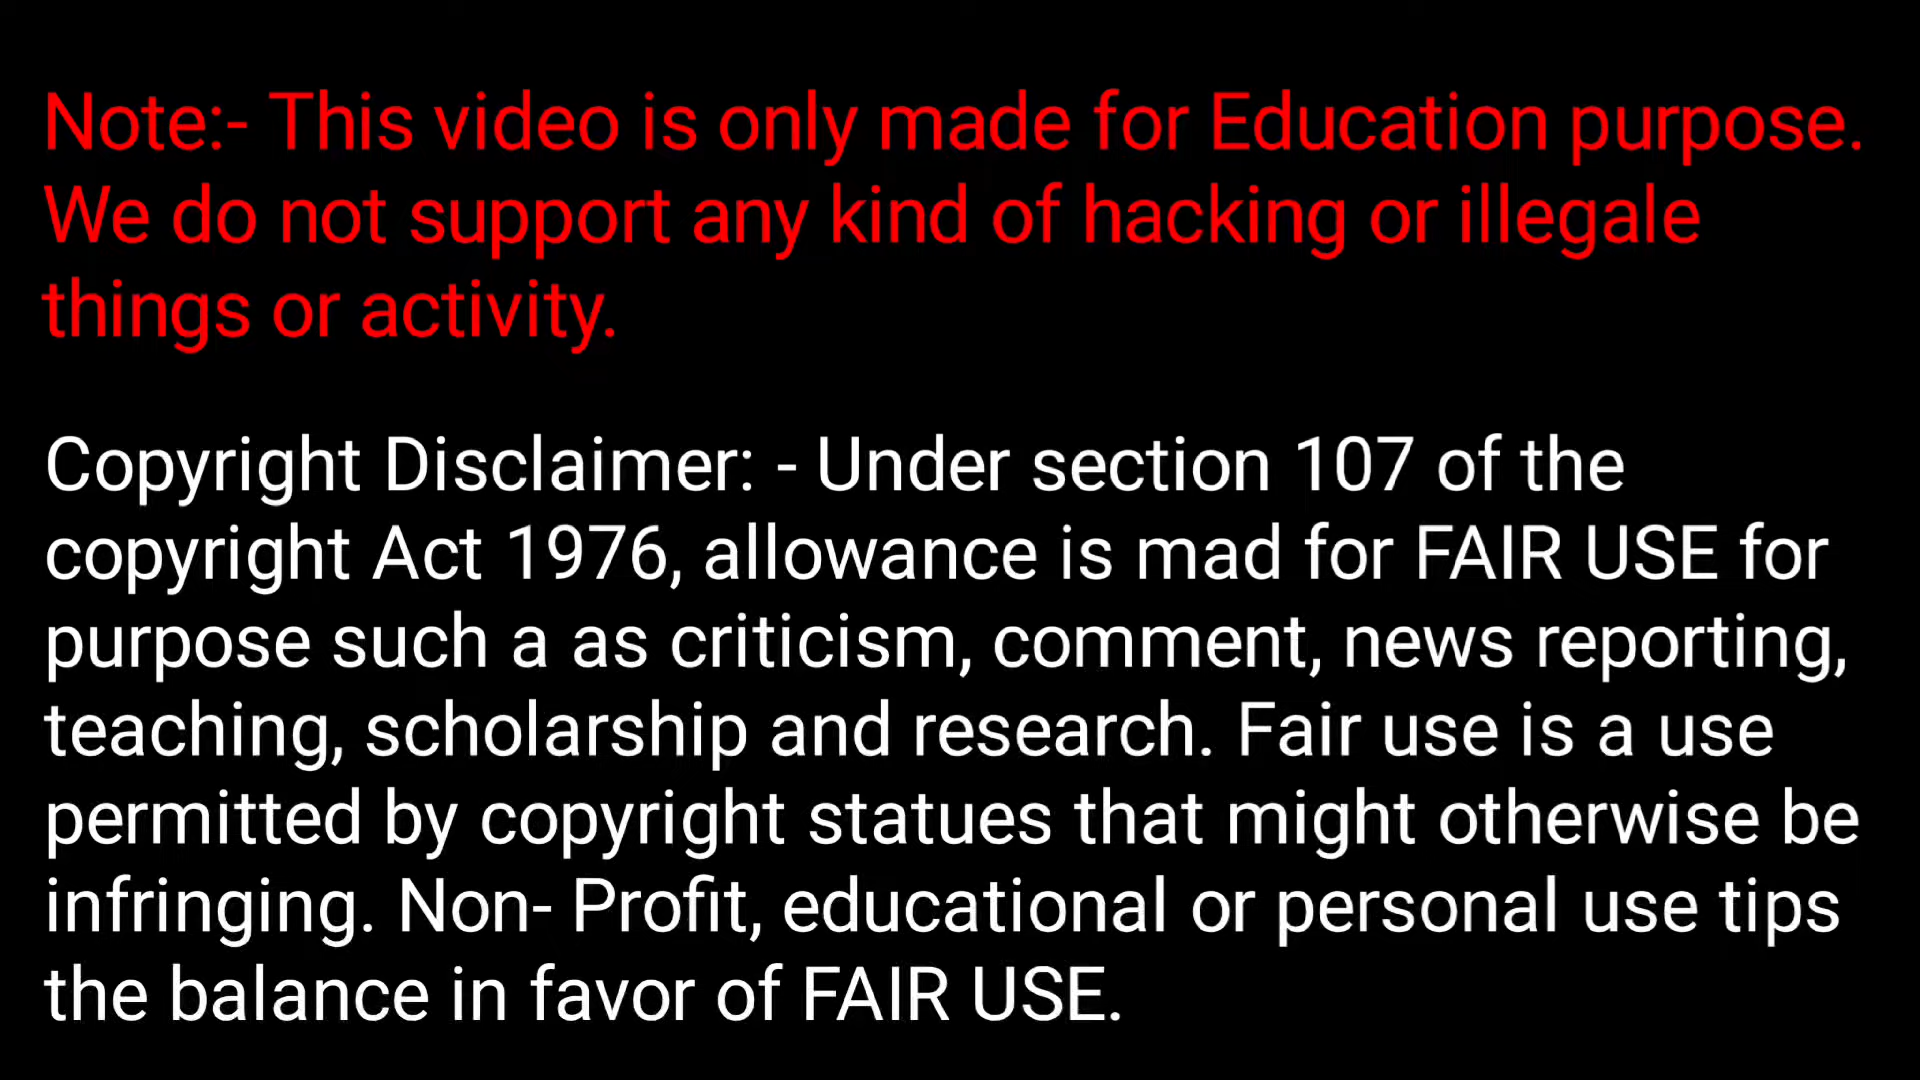 Note:- This video is only made for Education purpose.
We do not support any kind of hacking or illegale
things or activity.
Copyright Disclaimer: - Under section 107 of the
copyright Act 1976, allowance is mad for FAIR USE for
purpose such a as criticism, comment, news reporting,
teaching, scholarship and research. Fair use is a use
permitted by copyright statues that might otherwise be
infringing. Non- Profit, educational or personal use tips
the balance in favor of FAIR USE.